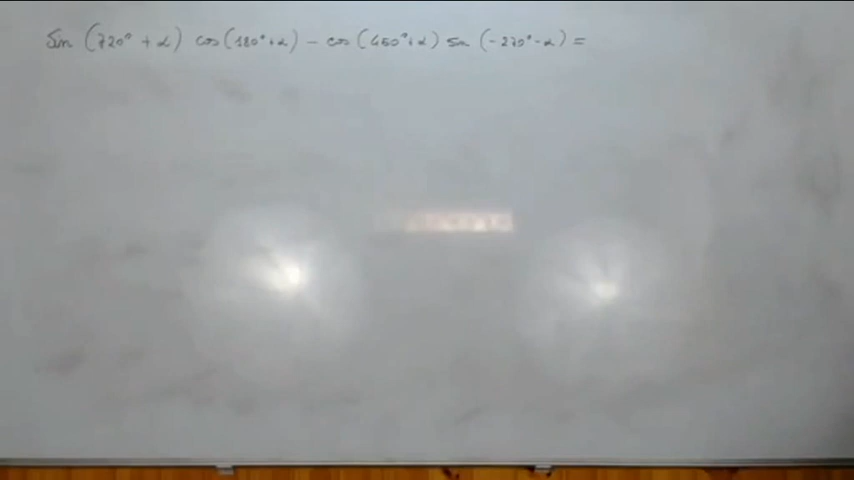 sin (720° + α) cos (180° + α) - cos (450° + α) sin (-270° - α) =